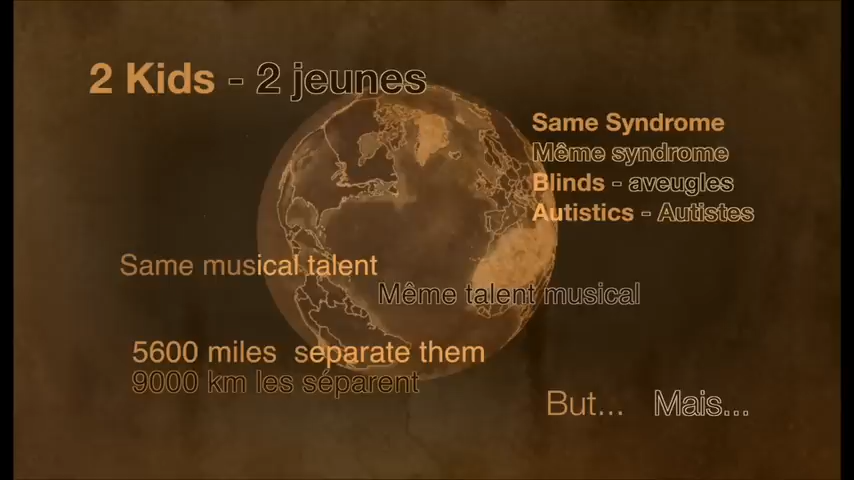 2 Kids - 2 jeunes
Same Syndrome
Même syndrome
Blinds - aveugles
Autistics - Autistes
Same musical talent
Même talent musical
5600 miles separate them
9000 km les séparent
But... Mais...